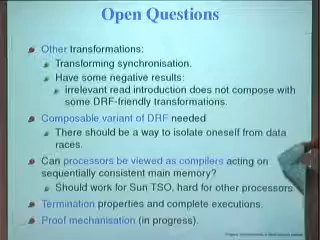 Open Questions
Other transformations:
Transforming synchronisation.
Have some negative results:
irrelevant read introduction does not compose with
some DRF-friendly transformations.
Composable variant of DRF needed
There should be a way to isolate oneself from data
races.
Can processors be viewed as compilers acting on
sequentially consistent main memory?
Should work for Sun TSO, hard for other processors
Termination properties and complete executions.
Proof mechanisation (in progress).